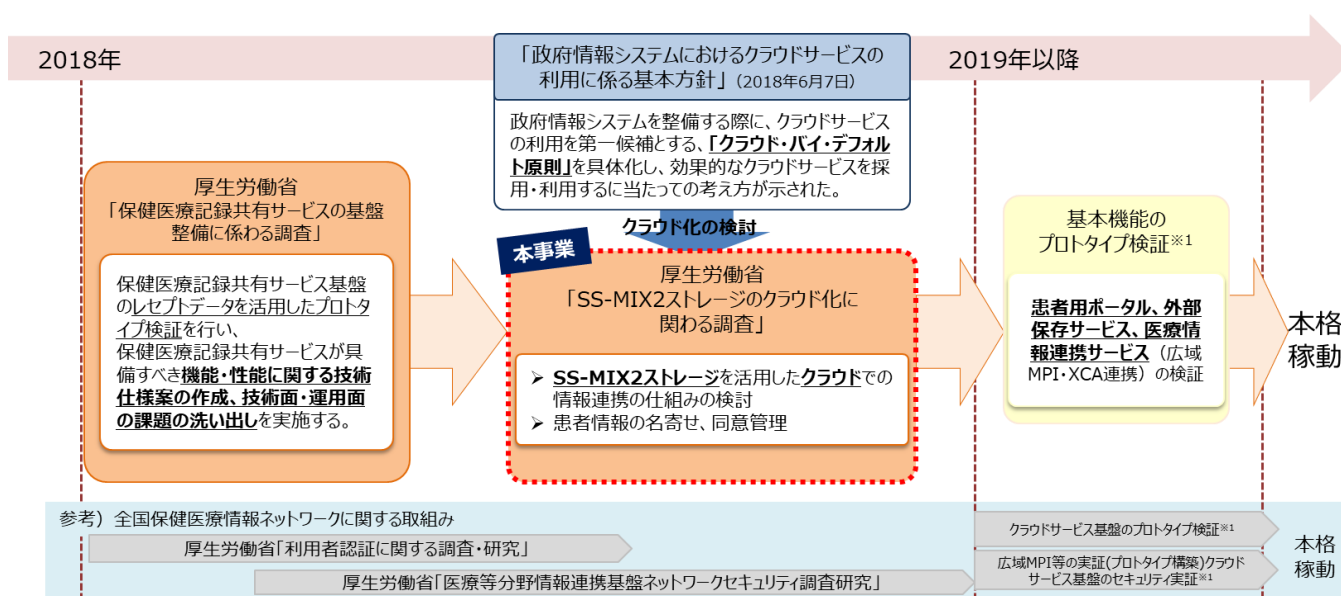 2018年
「政府情報システムにおけるクラウドサービスの
利用に係る基本方針」(2018年6月7日)
2019年以降
政府情報システムを整備する際に、クラウドサービス
の利用を第一候補とする、「クラウド・バイ・デフォル
ト原則」を具体化し、効果的なクラウドサービスを採
用・利用するに当たっての考え方が示された。
厚生労働省
「保健医療記録共有サービスの基盤
整備に係わる調査」
保健医療記録共有サービス基盤
のレセプトデータを活用したプロトタ
イプ検証を行い、
保健医療記録共有サービスが具
備すべき機能・性能に関する技術
仕様案の作成、技術面・運用面
の課題の洗い出しを実施する。
クラウド化の検討
本事業
厚生労働省
「SS-MIX2ストレージのクラウド化に
関わる調査」
➢ SS-MIX2ストレージを活用したクラウドでの
情報連携の仕組みの検討
➢ 患者情報の名寄せ、同意管理
基本機能の
プロトタイプ検証※1
患者用ポータル、外部
保存サービス、医療情
報連携サービス(広域
MPI・XCA連携)の検証
本格
稼動
参考)全国保健医療情報ネットワークに関する取組み
厚生労働省「利用者認証に関する調査・研究」
厚生労働省「医療等分野情報連携基盤ネットワークセキュリティ調査研究」
クラウドサービス基盤のプロトタイプ検証※1
広域MPI等の実証(プロトタイプ構築)クラウド
サービス基盤のセキュリティ実証※1
本格
稼動